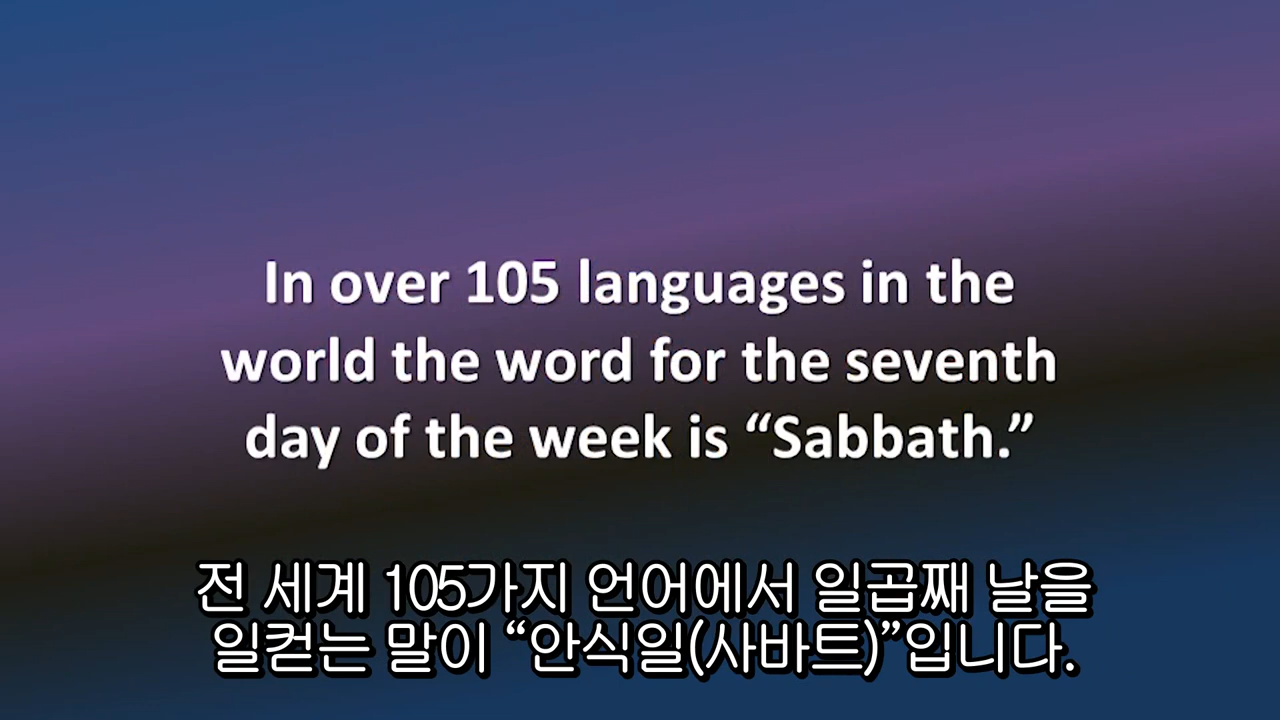 In over 105 languages in the
world the word for the seventh
day of the week is “Sabbath.”
전 세계 105가지 언어에서 일곱째 날을
일컫는 말이 “안식일(사바트)”입니다.